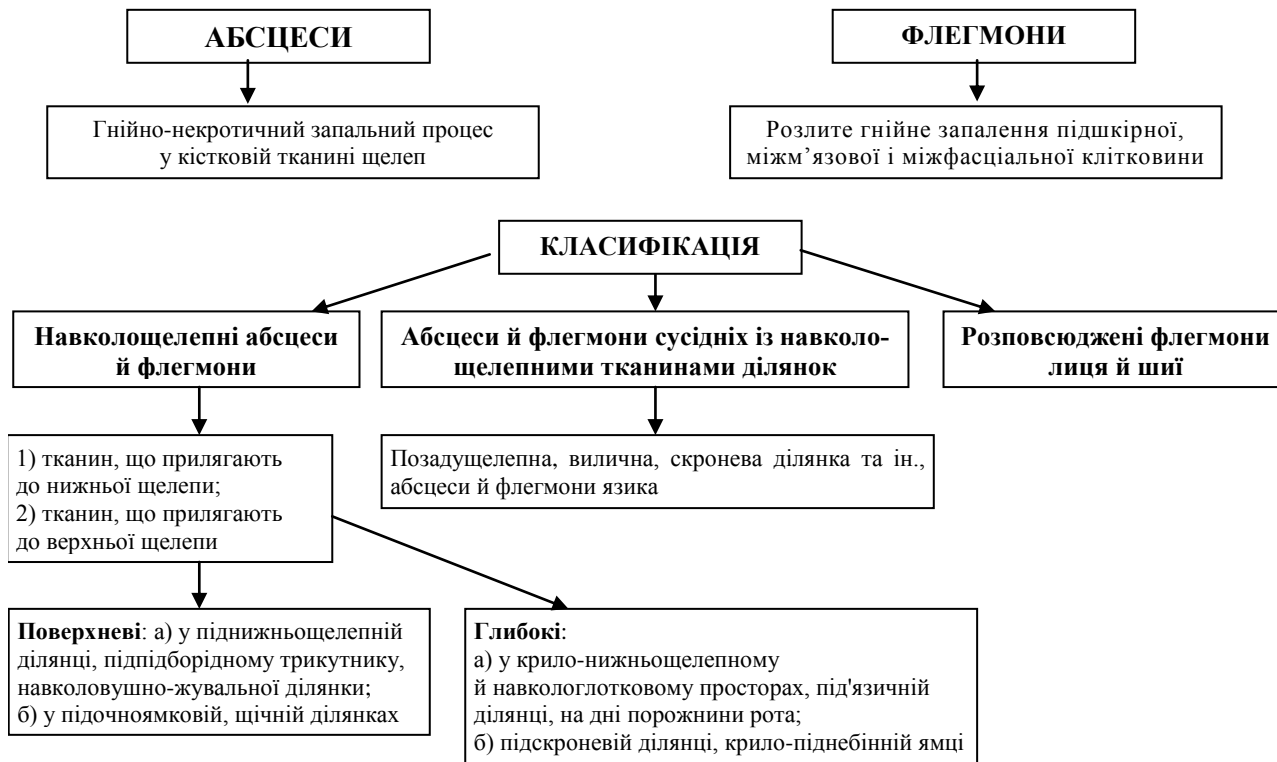 АБСЦЕСИ
ФЛЕГМОНИ
Гнійно-некротичний запальний процес
у кістковій тканині щелеп
Розлите гнійне запалення підшкірної,
міжм’язової і міжфасціальної клітковини
КЛАСИФІКАЦІЯ
Навколощелепні абсцеси
й флегмони
Абсцеси й флегмони сусідніх із навколо-
щелепними тканинами ділянок
Розповсюджені флегмони
лиця й шиї
1) тканин, що прилягають
до нижньої щелепи;
2) тканин, що прилягають
до верхньої щелепи
Позадущелепна, вилична, скронева ділянка та ін.,
абсцеси й флегмони язика
Поверхневі: а) у піднижньощелепній
ділянці, підпідборідному трикутнику,
навколовушно-жувальної ділянки;
б) у підочноямковій, щічній ділянках
Глибокі:
а) у крило-нижньощелепному
й навкологлотковому просторах, під'язичній
ділянці, на дні порожнини рота;
б) підскроневій ділянці, крило-піднебінній ямці